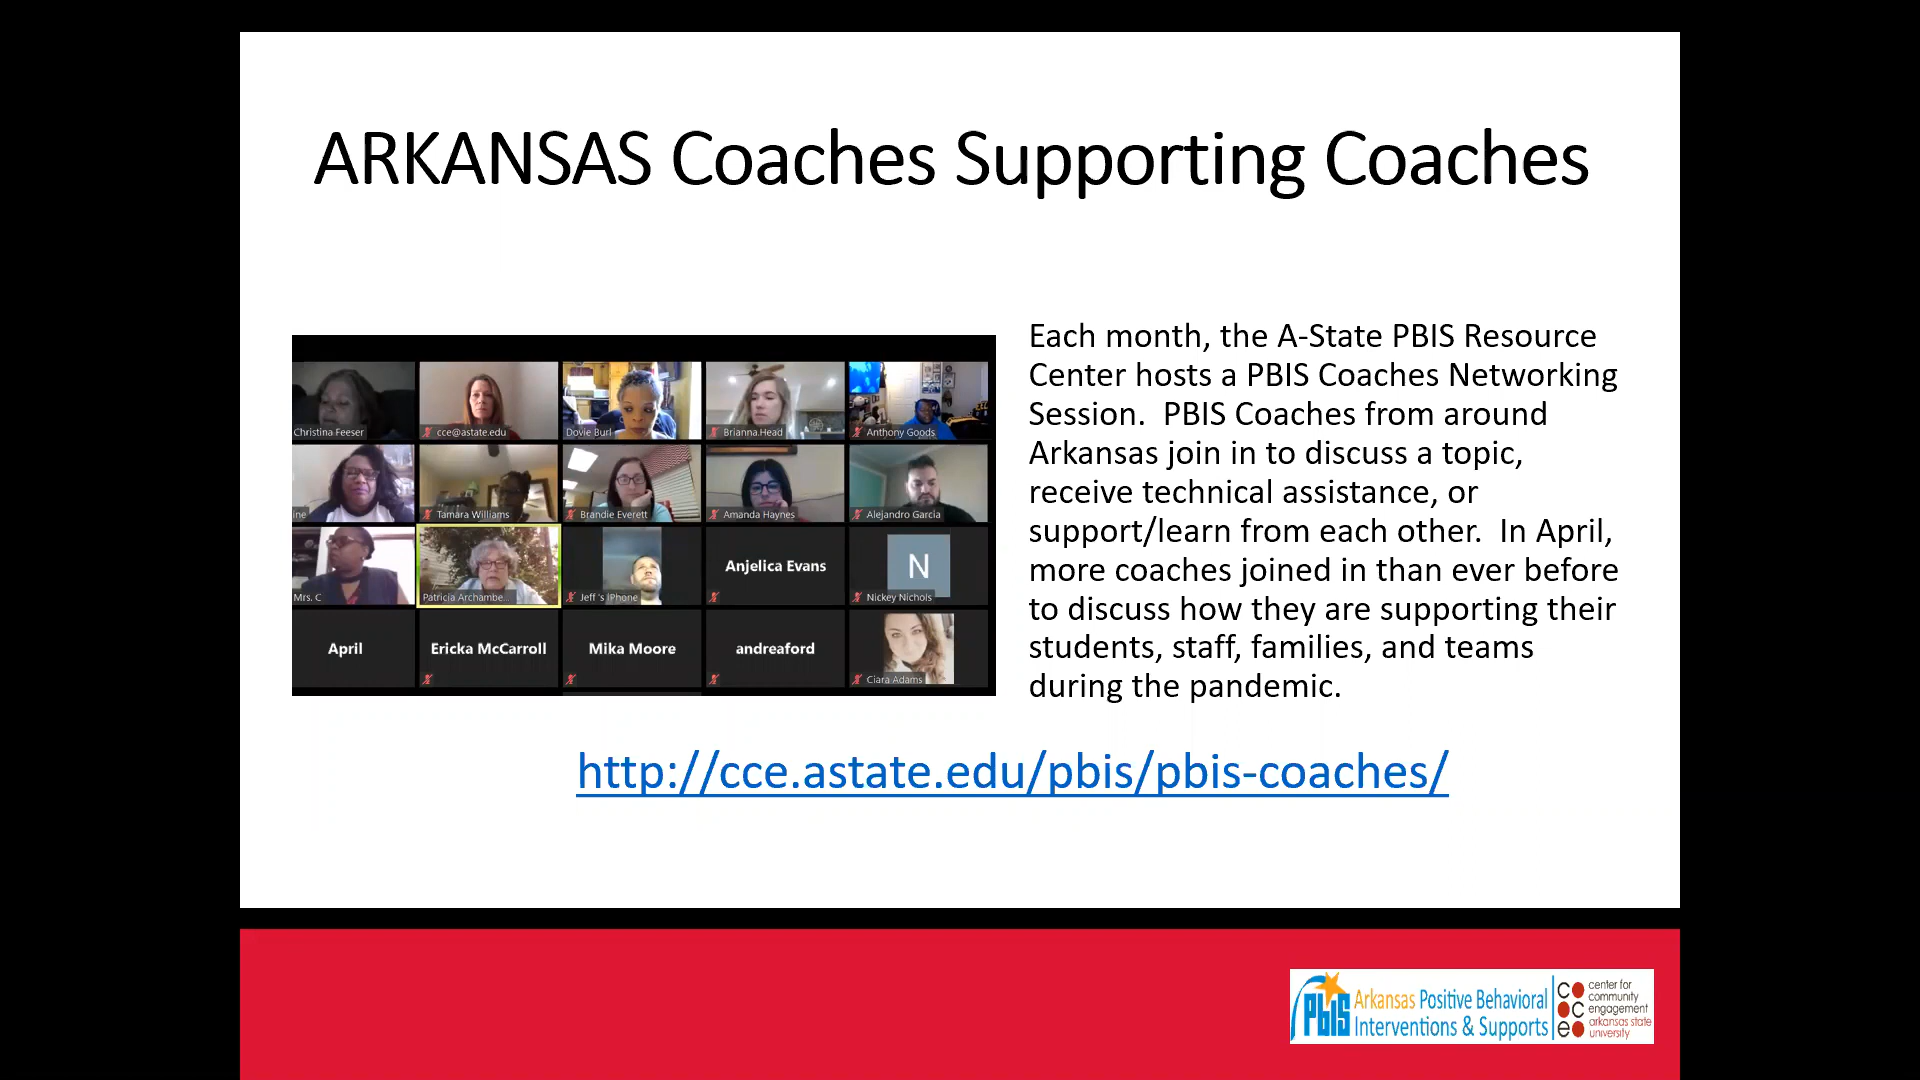 ARKANSAS Coaches Supporting Coaches
Christina Feeser
cce@astate.edu
Dovie Burl
Brianna.Head
Anthony Goods
ine
Tamara Williams
Brandie Everett
Amanda Haynes
Alejandro Garcia
Mrs. C
Patricia Archambe...
Jeff 's iPhone
Anjelica Evans
N
Nickey Nichols
April
Ericka McCarroll
Mika Moore
andreaford
Ciara Adams
Each month, the A-State PBIS Resource
Center hosts a PBIS Coaches Networking
Session. PBIS Coaches from around
Arkansas join in to discuss a topic,
receive technical assistance, or
support/learn from each other. In April,
more coaches joined in than ever before
to discuss how they are supporting their
students, staff, families, and teams
during the pandemic.
http://cce.astate.edu/pbis/pbis-coaches/
PbIS Arkansas Positive Behavioral
Interventions & Supports
cce
center for
community
engagement
arkansas state
university